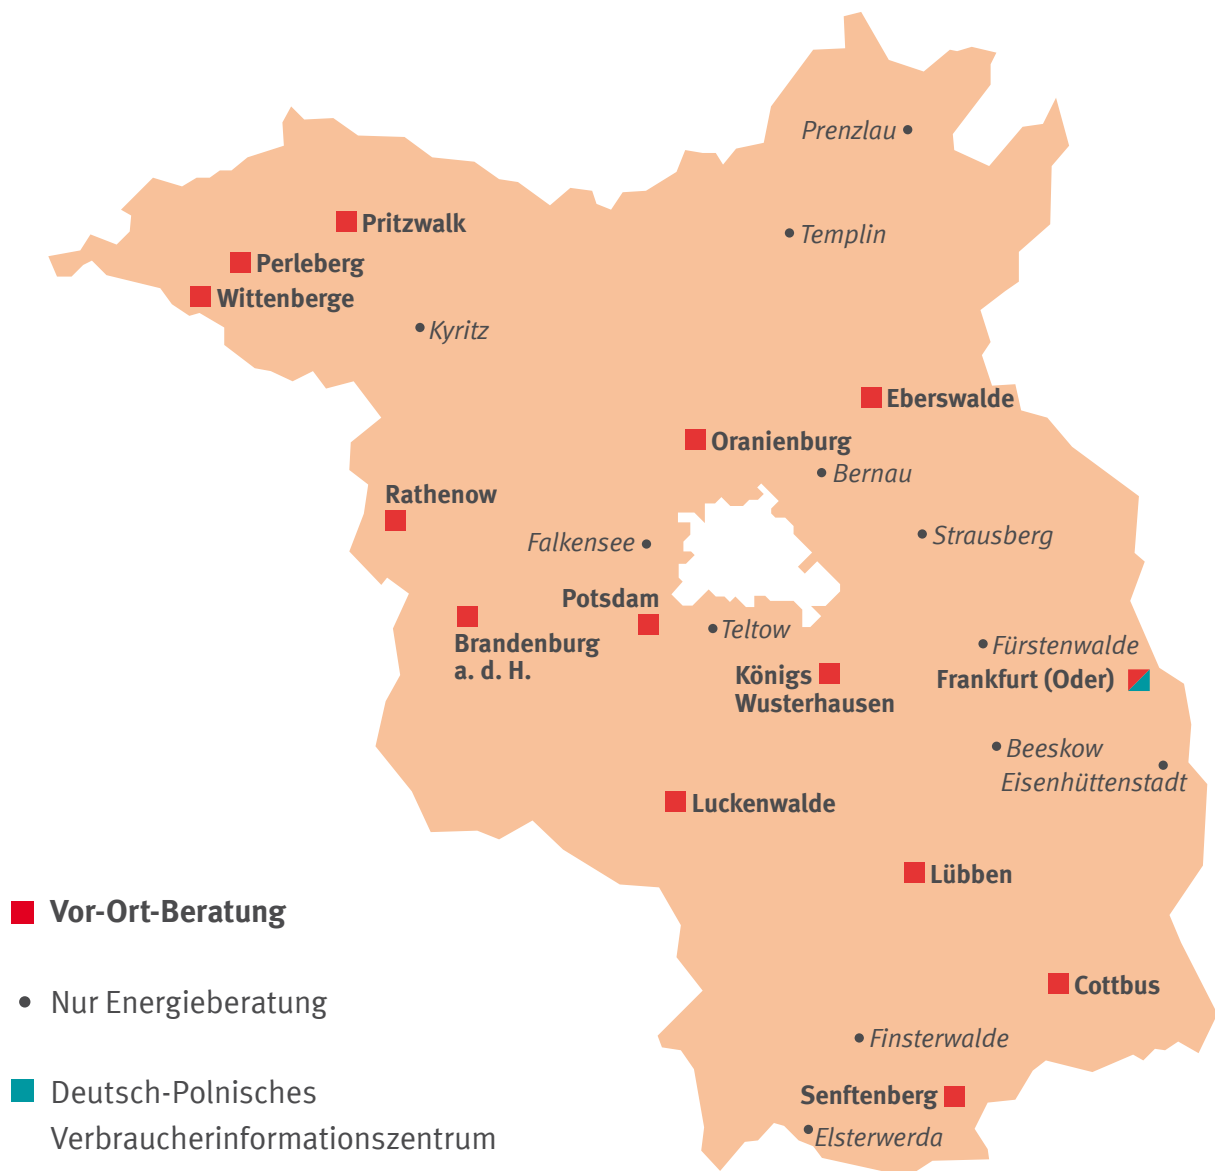 Prenzlau
Pritzwalk
Templin
Perleberg
Wittenberge
Kyritz
Eberswalde
Oranienburg
Bernau
Rathenow
Strausberg
Falkensee
Potsdam
Teltow
Brandenburg
a. d. H.
Fürstenwalde
Königs
Wusterhausen
Frankfurt (Oder)
Beeskow
Eisenhüttenstadt
Luckenwalde
Lübben
Vor-Ort-Beratung
Cottbus
Nur Energieberatung
Finsterwalde
Senftenberg
Elsterwerda
Deutsch-Polnisches
Verbraucherinformationszentrum